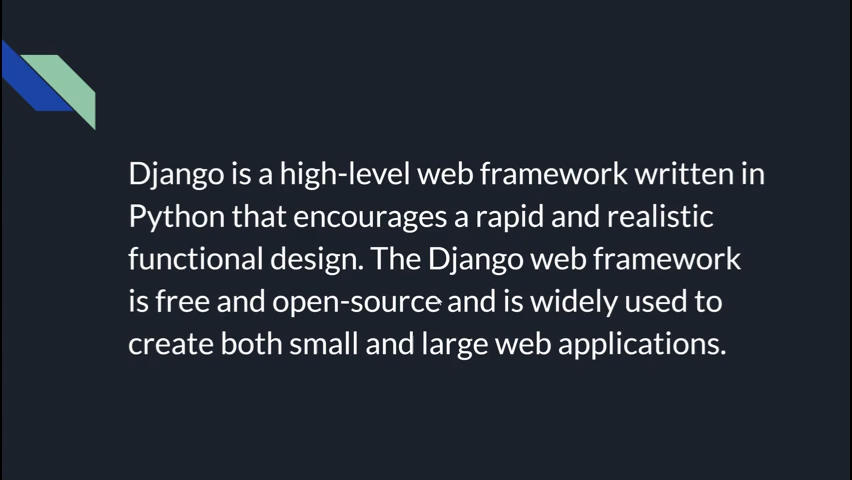 Django is a high-level web framework written in
Python that encourages a rapid and realistic
functional design. The Django web framework
is free and open-source and is widely used to
create both small and large web applications.